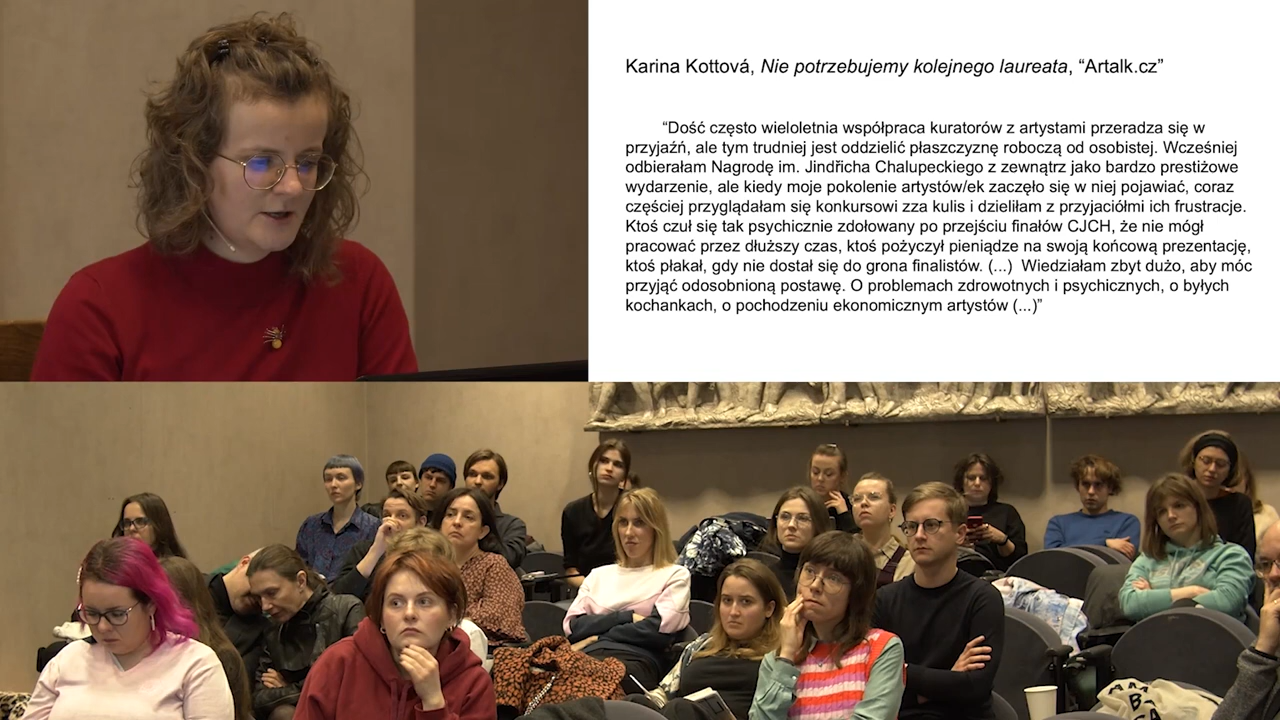 Karina Kottová, Nie potrzebujemy kolejnego laureata, “Artalk.cz”
“Dość często wieloletnia współpraca kuratorów z artystami przeradza się w
przyjaźń, ale tym trudniej jest oddzielić płaszczyznę roboczą od osobistej. Wcześniej
odbierałam Nagrodę im. Jindřicha Chalupeckiego z zewnątrz jako bardzo prestiżowe
wydarzenie, ale kiedy moje pokolenie artystów/ek zaczęło się w niej pojawiać, coraz
częściej przyglądałam się konkursowi zza kulis i dzieliłam z przyjaciółmi ich frustracje.
Ktoś czuł się tak psychicznie zdołowany po przejściu finałów CJCH, że nie mógł
pracować przez dłuższy czas, ktoś pożyczył pieniądze na swoją końcową prezentację,
ktoś płakał, gdy nie dostał się do grona finalistów. (...) Wiedziałam zbyt dużo, aby móc
przyjąć odosobnioną postawę. O problemach zdrowotnych i psychicznych, o byłych
kochankach, o pochodzeniu ekonomicznym artystów (...)”